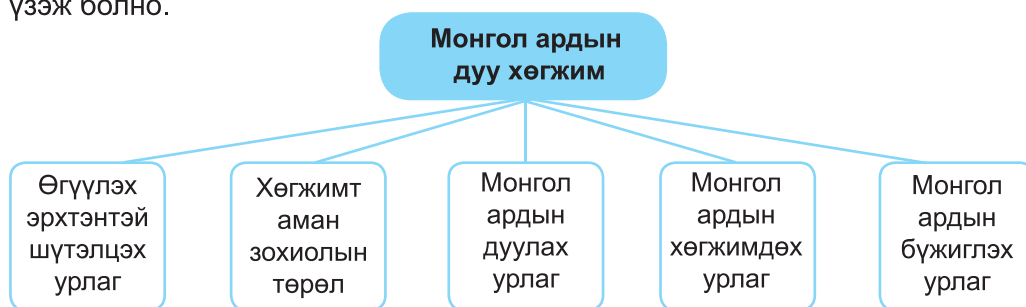 үзэж болно.
Монгол ардын
дуу хөгжим
Өгүүлэх
эрхтэнтэй
шүтэлцэх
урлаг
Хөгжимт
аман
зохиолын
төрөл
Монгол
ардын
дуулах
урлаг
Монгол
ардын
хөгжимдөх
урлаг
Монгол
ардын
бүжиглэх
урлаг